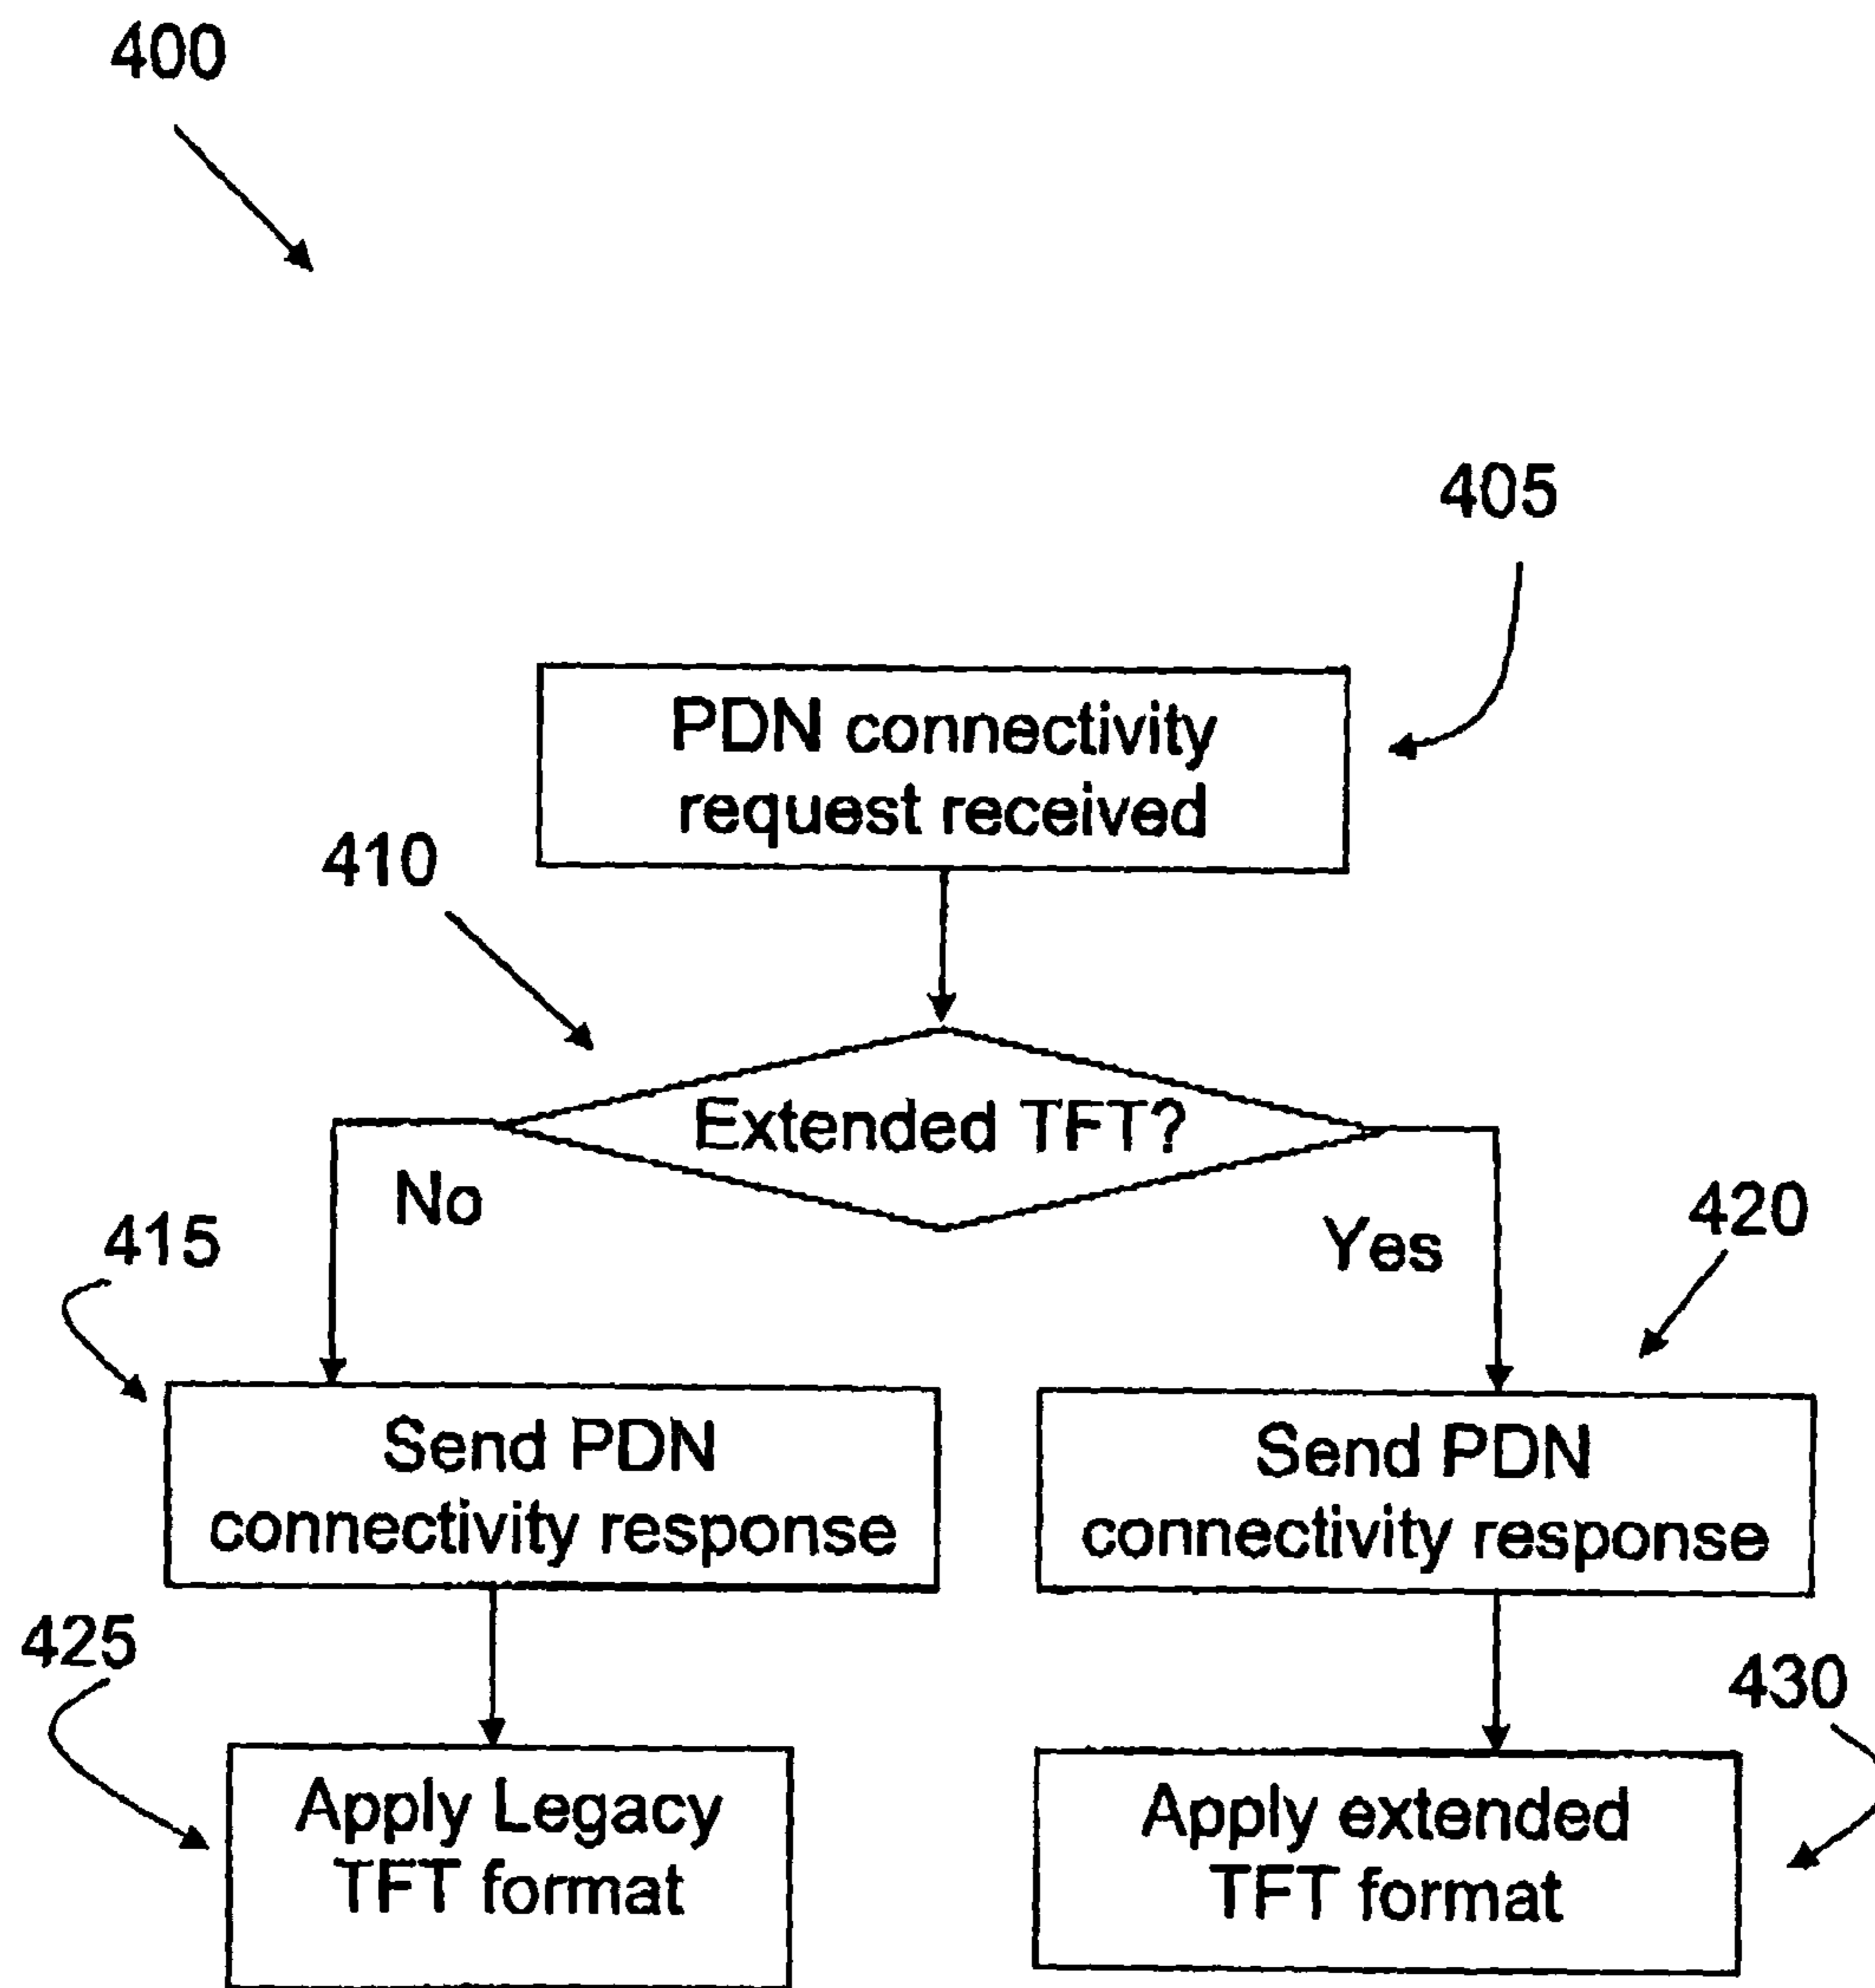 400
405
PDN connectivity
request received
410
Extended TFT?
No
Yes
415
420
Send PDN
connectivity response
Send PDN
connectivity response
425
430
Apply Legacy
TFT format
Apply extended
TFT format